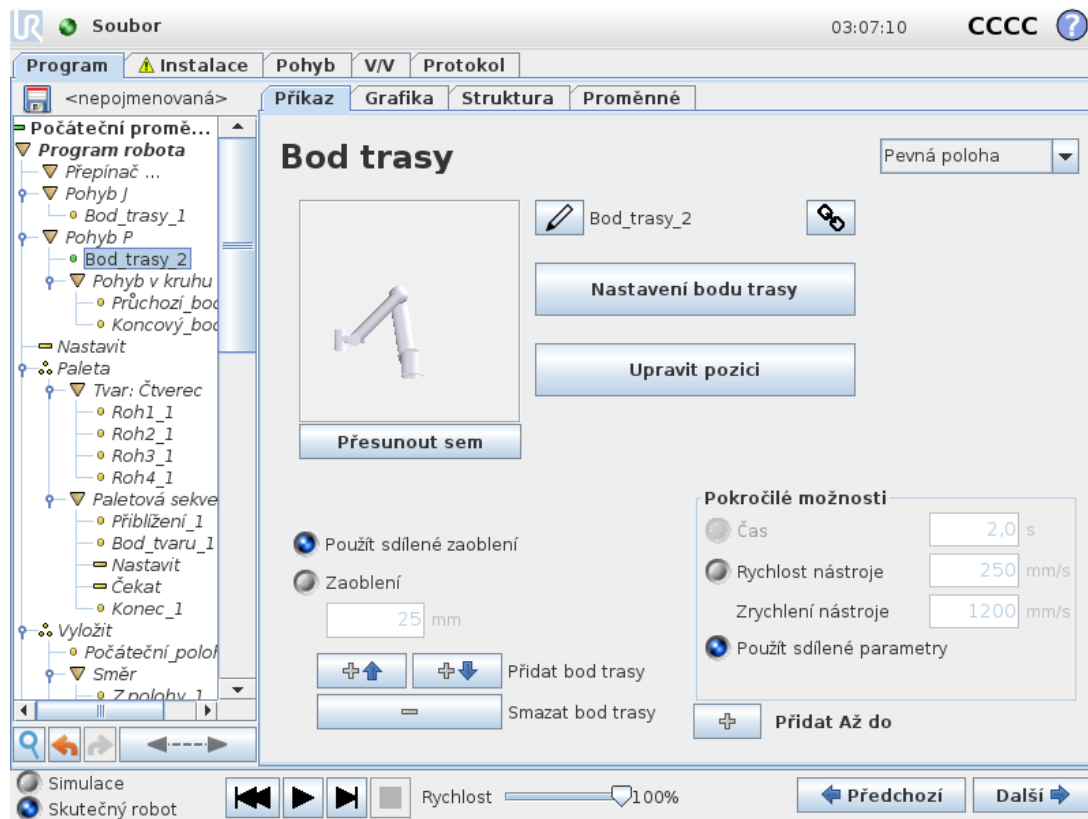 UR Soubor 03:07:10 CCCC ?
Program Instalace Pohyb V/V Protokol
<nepojmenovaná> Příkaz Grafika Struktura Proměnné
Počáteční promě...
Program robota
Přepínač ...
Pohyb J
Bod_trasy_1
Pohyb P
Bod_trasy_2
Pohyb v kruhu
Průchozí_bod
Koncový_bod
Nastavit
Paleta
Tvar: Čtverec
Roh1_1
Roh2_1
Roh3_1
Roh4_1
Paletová sekve
Přiblížení_1
Bod_tvaru_1
Nastavit
Čekat
Konec_1
Vyložit
Počáteční_poloh
Směr
Z polohy_1
Bod trasy
Pevná poloha
Bod_trasy_2
Nastavení bodu trasy
Upravit pozici
Přesunout sem
Použít sdílené zaoblení
Zaoblení
25 mm
Přidat bod trasy
Smazat bod trasy
Pokročilé možnosti
Čas 2,0 s
Rychlost nástroje 250 mm/s
Zrychlení nástroje 1200 mm/s
Použít sdílené parametry
Přidat Až do
Simulace
Skutečný robot
Rychlost 100%
Předchozí Další